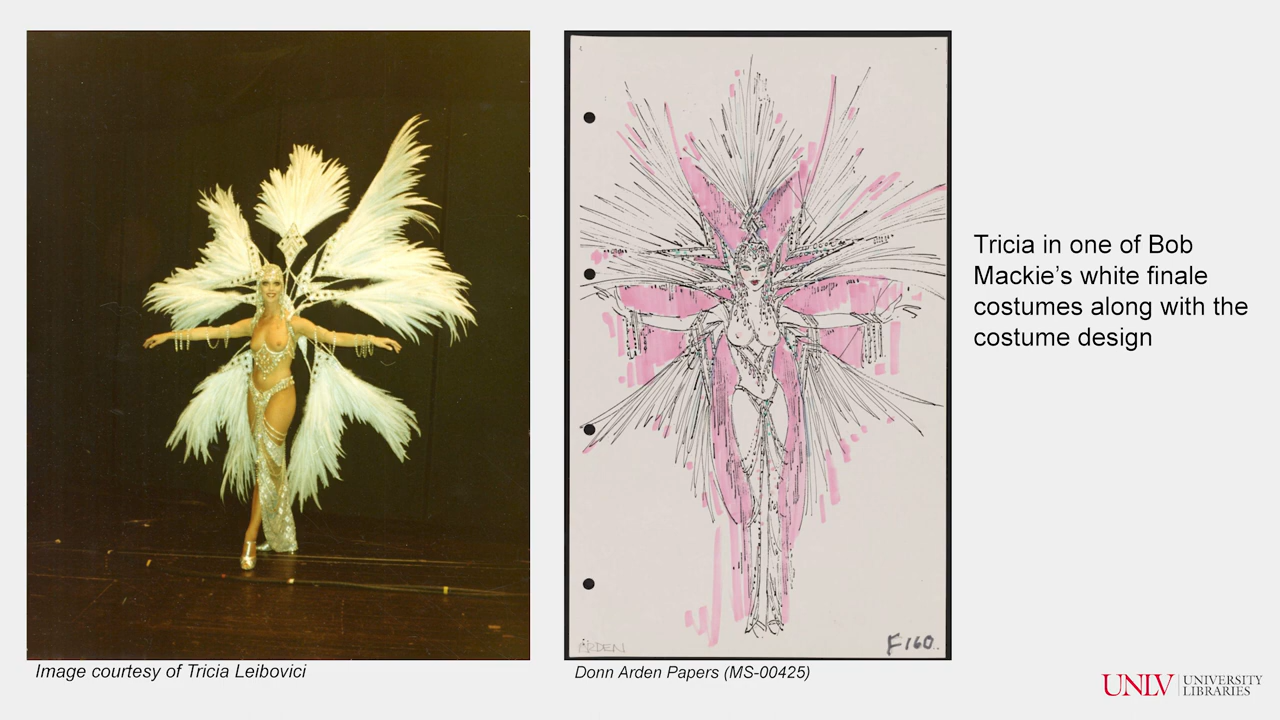 Tricia in one of Bob
Mackie’s white finale
costumes along with the
costume design
ARDEN
F160.
Image courtesy of Tricia Leibovici
Donn Arden Papers (MS-00425)
UNLV UNIVERSITY
LIBRARIES